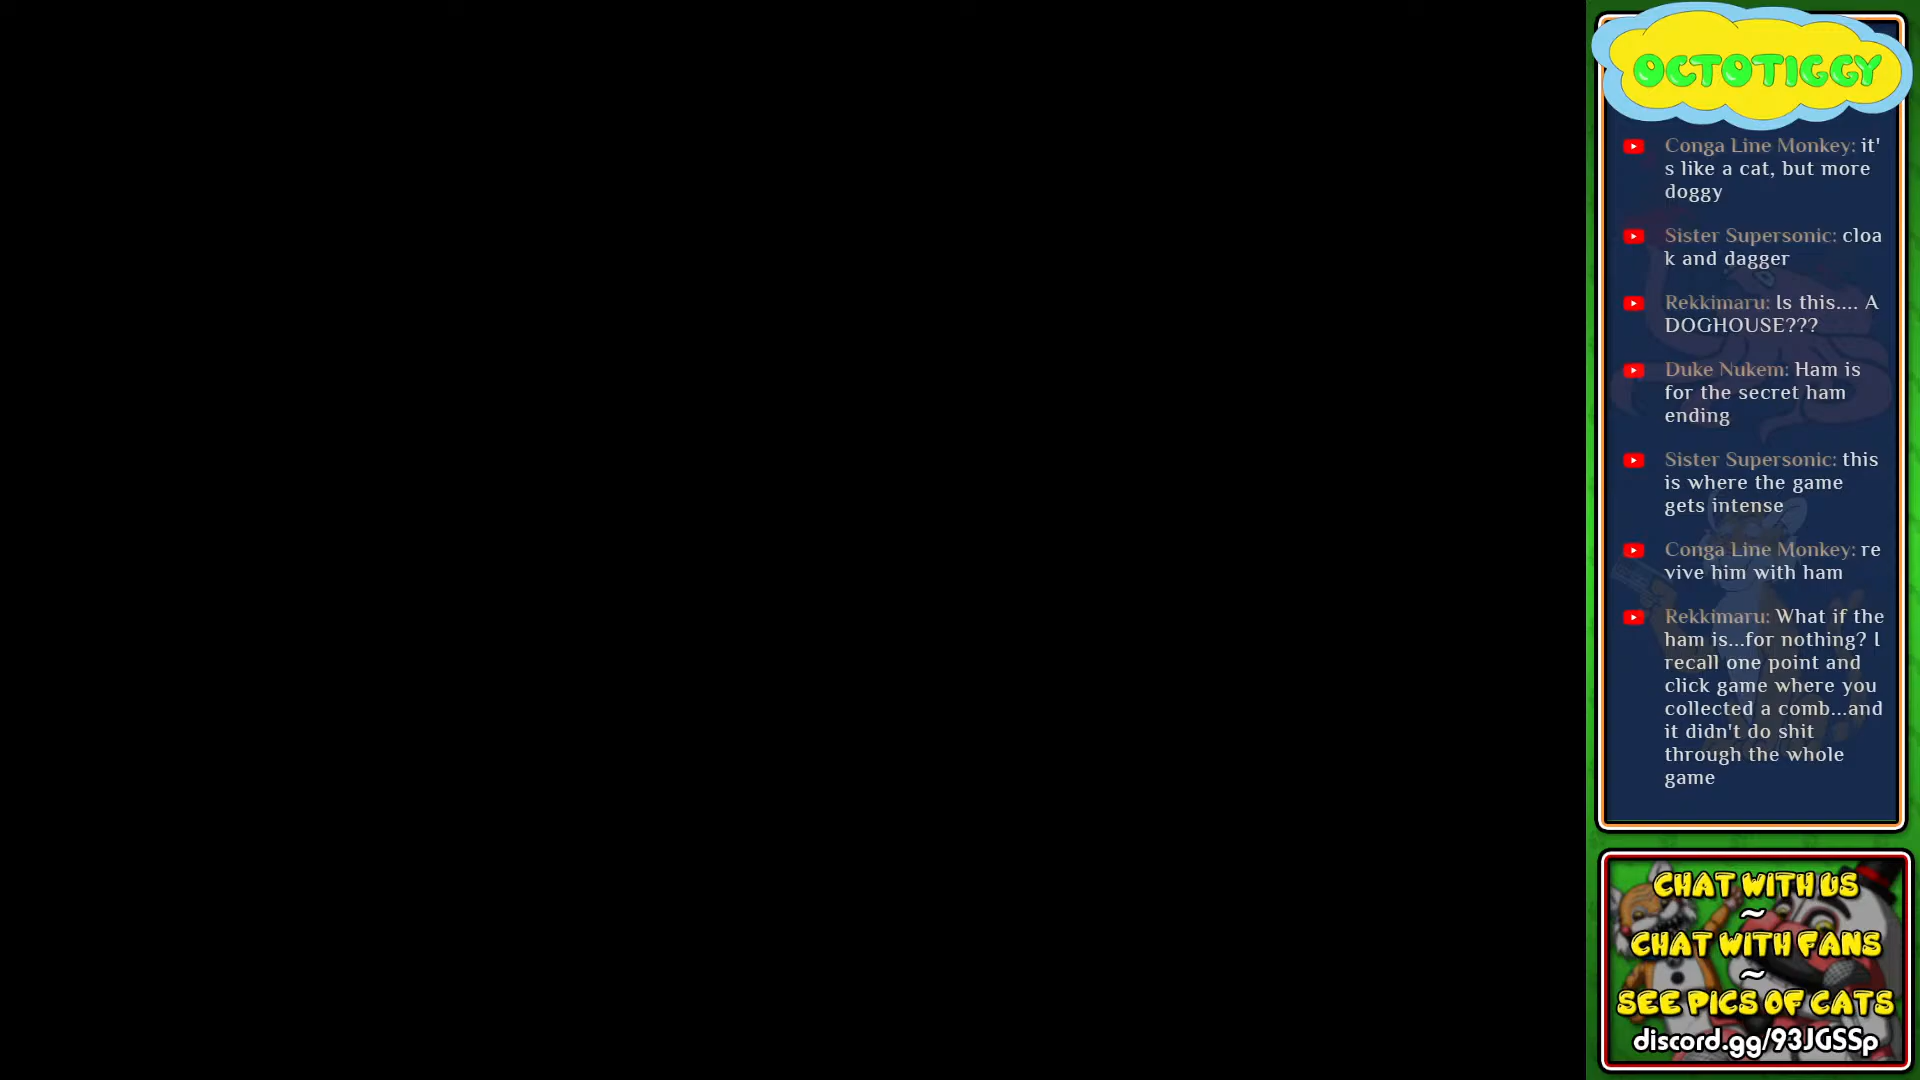 OCTOTIGGY
Conga Line Monkey: it'
s like a cat, but more
doggy
Sister Supersonic: cloa
k and dagger
Rekkimaru: Is this.... A
DOGHOUSE???
Duke Nukem: Ham is
for the secret ham
ending
Sister Supersonic: this
is where the game
gets intense
Conga Line Monkey: re
vive him with ham
Rekkimaru: What if the
ham is...for nothing? I
recall one point and
click game where you
collected a comb...and
it didn't do shit
through the whole
game
CHAT WITH US
~
CHAT WITH FANS
~
SEE PICS OF CATS
discord.gg/93JGSSp